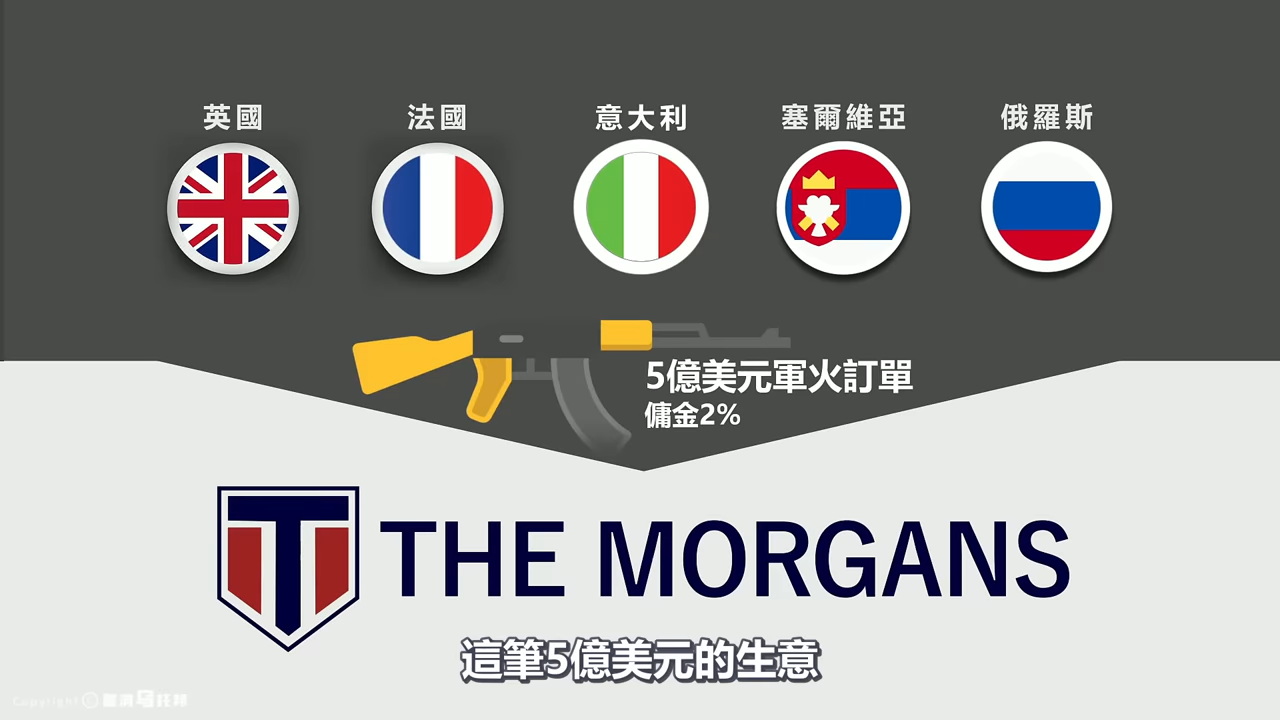 英國 法國 意大利 塞爾維亞 俄羅斯
5億美元軍火訂單
傭金2%
T THE MORGANS
這筆5億美元的生意
Copyright ©